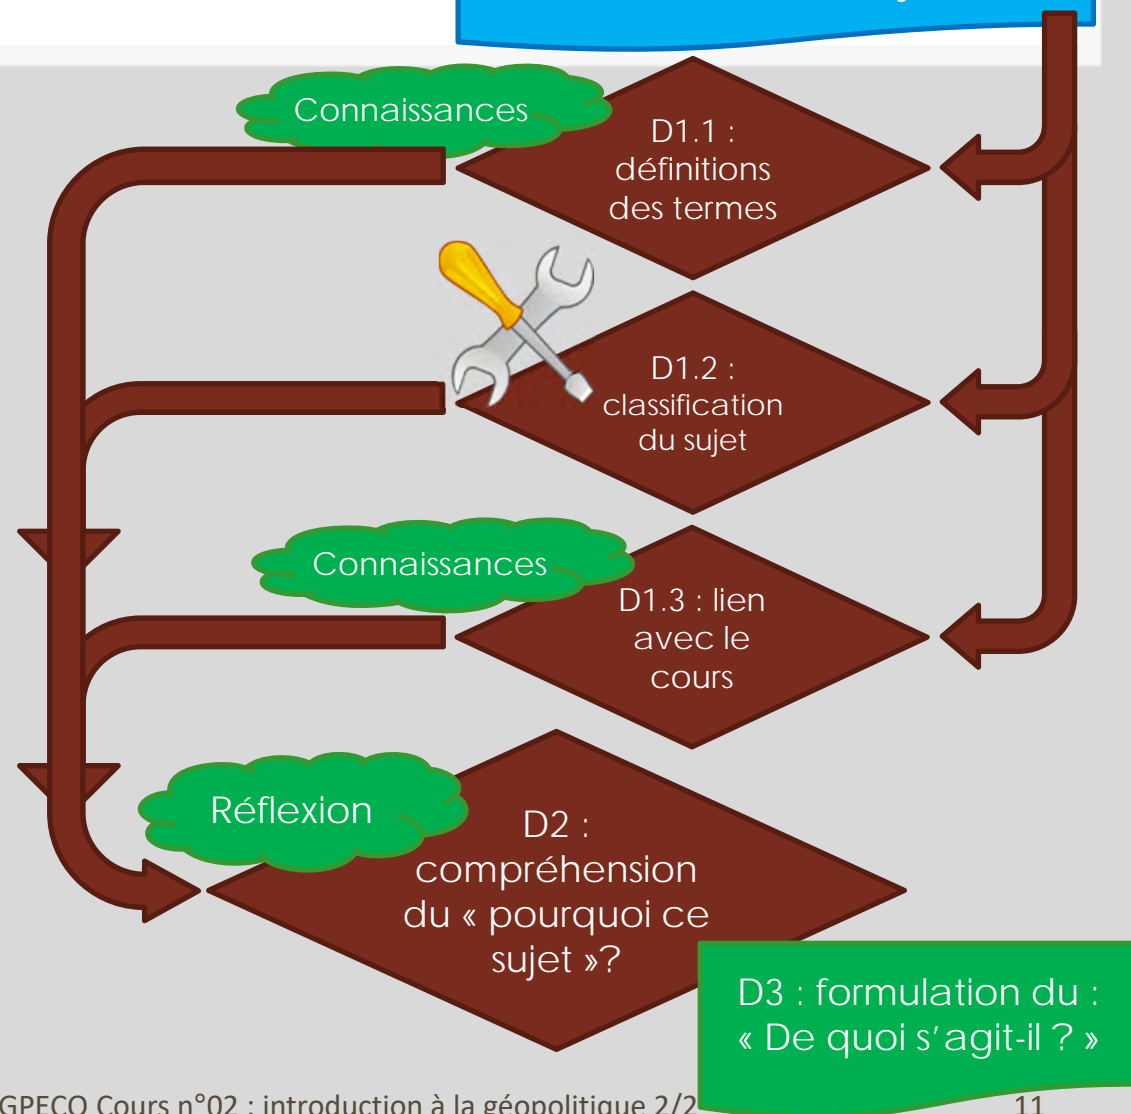 Connaissances
D1.1 :
définitions
des termes
D1.2 :
classification
du sujet
Connaissances
D1.3 : lien
avec le
cours
Réflexion
D2 :
compréhension
du « pourquoi ce
sujet »?
D3 : formulation du :
« De quoi s’agit-il ? »
GPECO Cours n°02 : introduction à la géopolitique 2/2
11